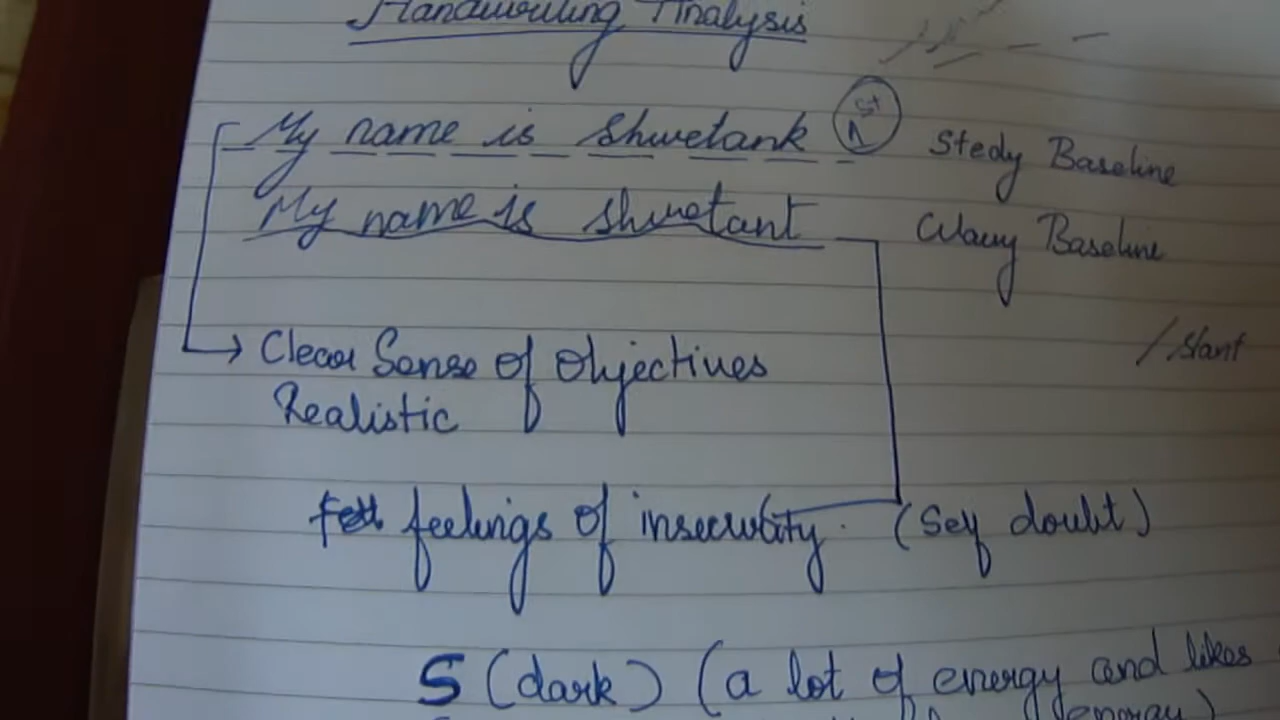 Handwriting Analysis
My name is Shwetank
Stedy Baseline
My name is Shwetant
Wavy Baseline
/ slant
→ Clear Sense of Objectives
Realistic
feelings of insecurity. (Self doubt)
S (dark) (a lot of energy and likes
energy)